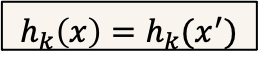 $h_k(x) = h_k(x')$